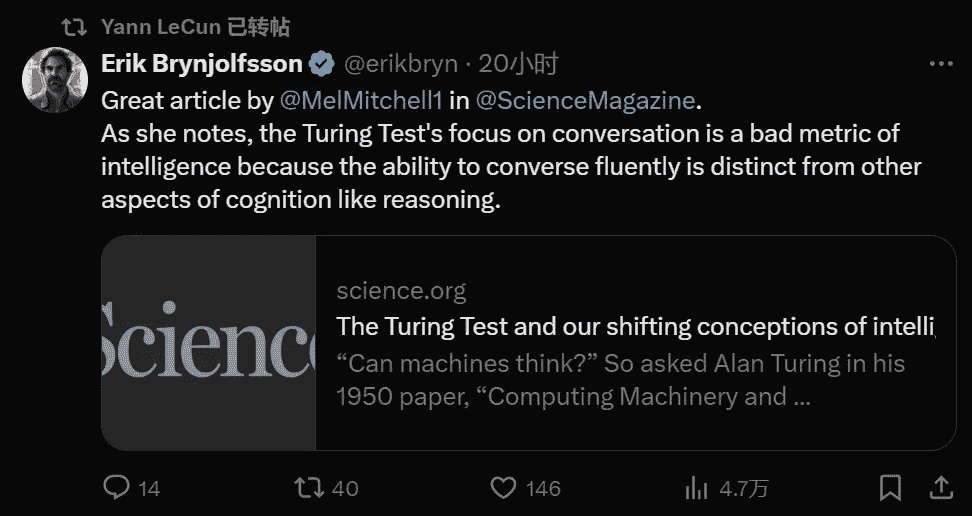 Yann LeCun 已转帖
Erik Brynjolfsson @erikbryn · 20小时
Great article by @MelMitchell1 in @ScienceMagazine.
As she notes, the Turing Test's focus on conversation is a bad metric of
intelligence because the ability to converse fluently is distinct from other
aspects of cognition like reasoning.
Science
science.org
The Turing Test and our shifting conceptions of intelli
“Can machines think?” So asked Alan Turing in his
1950 paper, “Computing Machinery and ...
14 40 146 4.7万